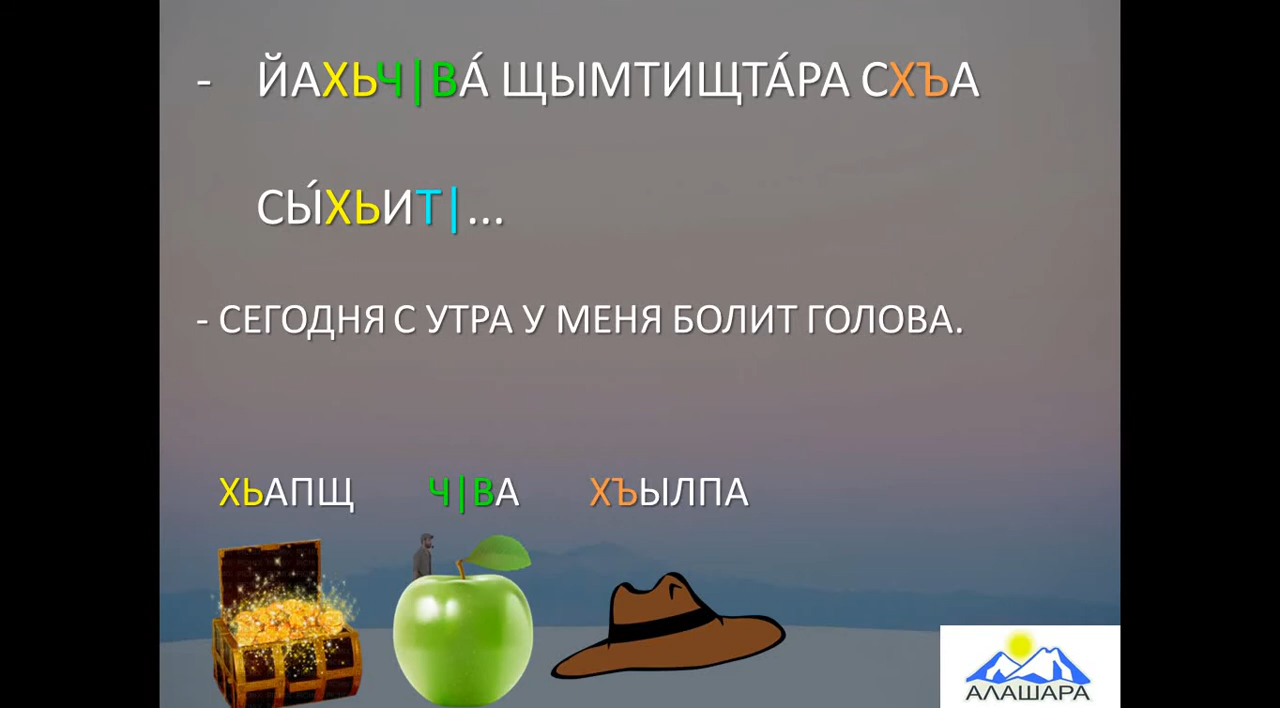 - ЙАХЬЧ|ВА́ ЩЫМТИЩТА́РА СХЪА
СЫ́ХЬИТ|...
- СЕГОДНЯ С УТРА У МЕНЯ БОЛИТ ГОЛОВА.
ХЬАПЩ Ч|ВА ХЪЫЛПА
АЛАШАРА